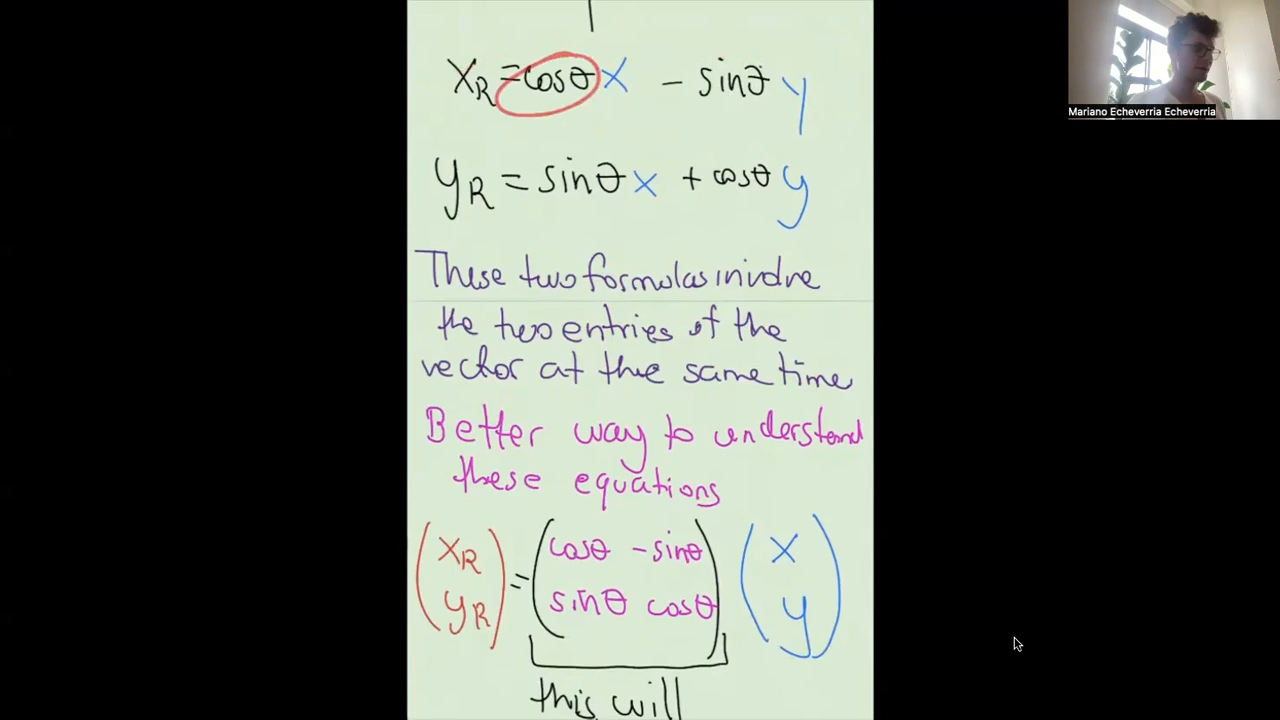 x_R = cosθ x - sinθ y
y_R = sinθ x + cosθ y
These two formulas involve
the two entries of the
vector at the same time
Better way to understand
these equations
(x_R y_R) = (cosθ -sinθ sinθ cosθ) (x y)
this will
Mariano Echeverria Echeverria